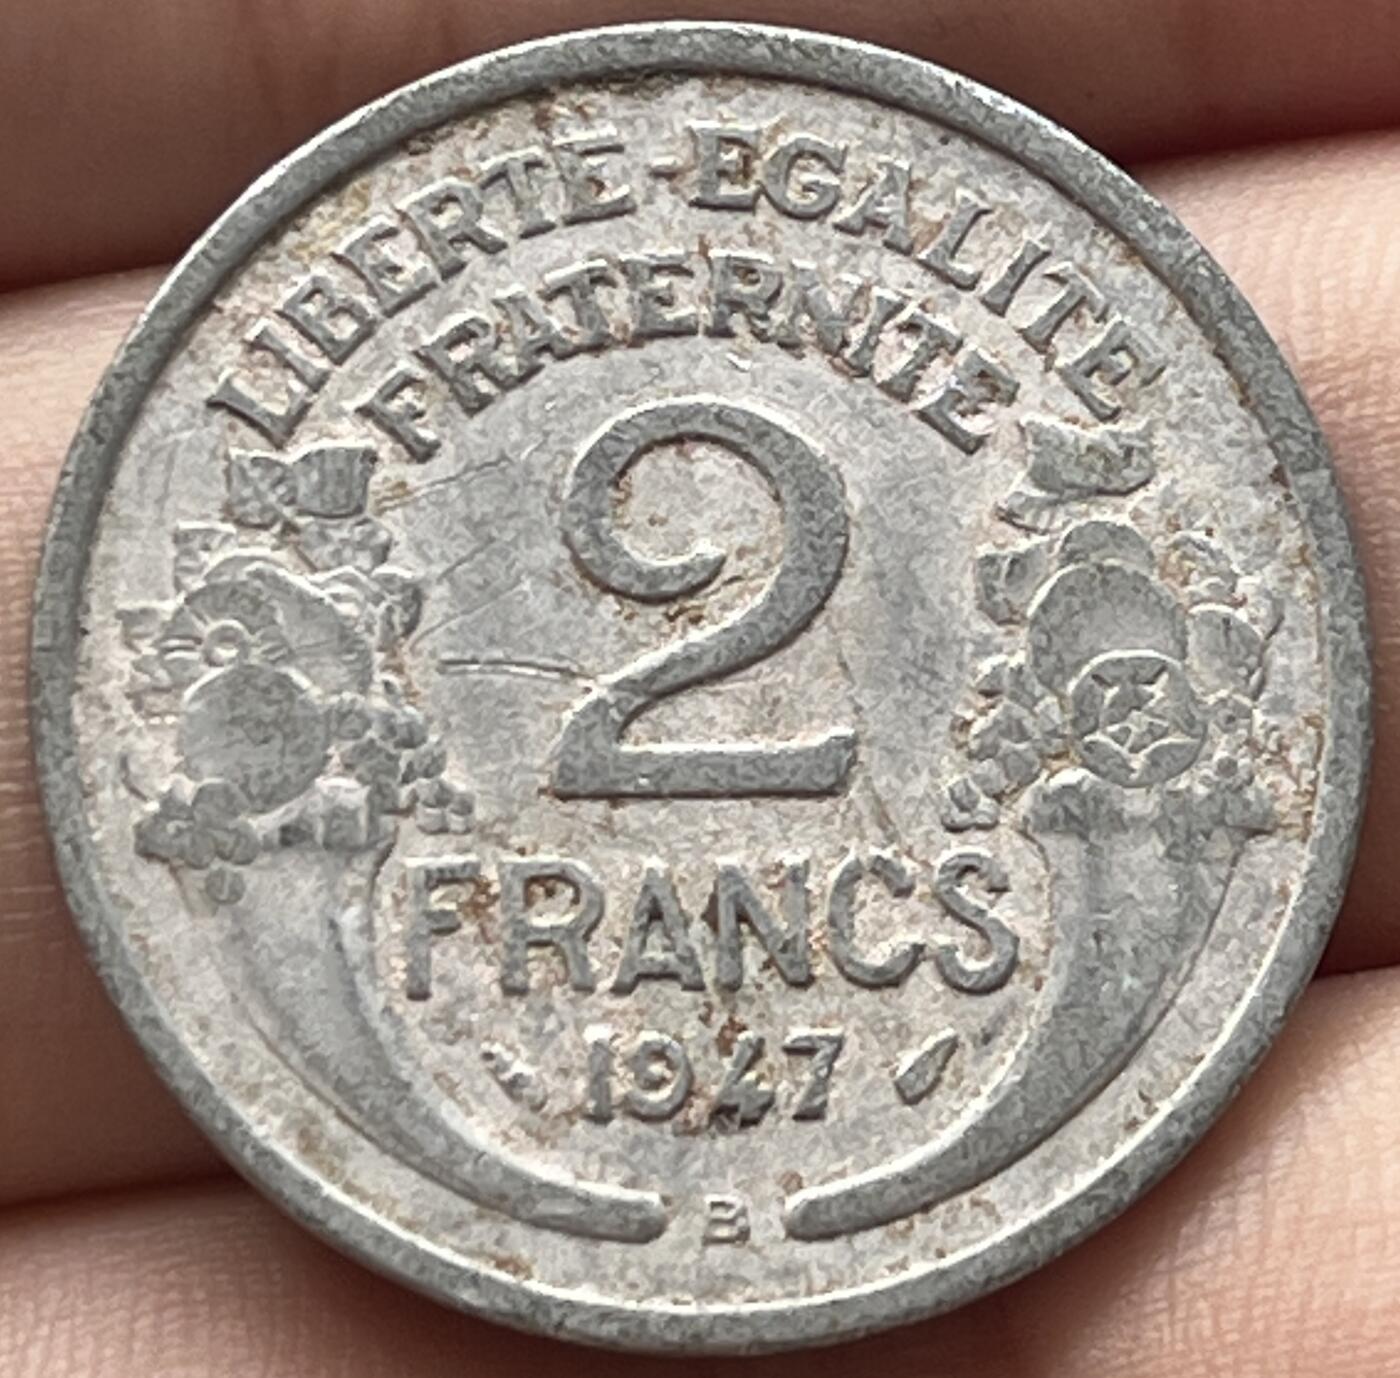 LIBERTE-EGALITE
FRATERNITE
2
FRANCS
1947
B